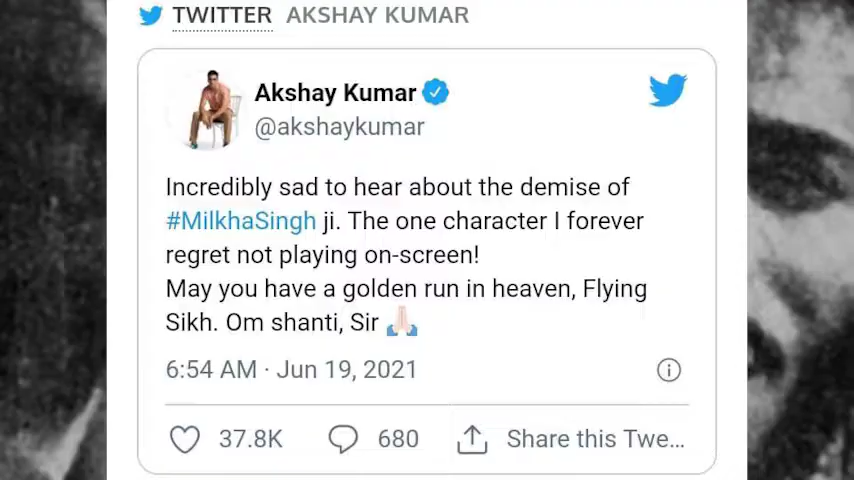 TWITTER AKSHAY KUMAR
Akshay Kumar
@akshaykumar
Incredibly sad to hear about the demise of
#MilkhaSingh ji. The one character I forever
regret not playing on-screen!
May you have a golden run in heaven, Flying
Sikh. Om shanti, Sir 🙏🏻
6:54 AM · Jun 19, 2021
37.8K 680 Share this Twe...